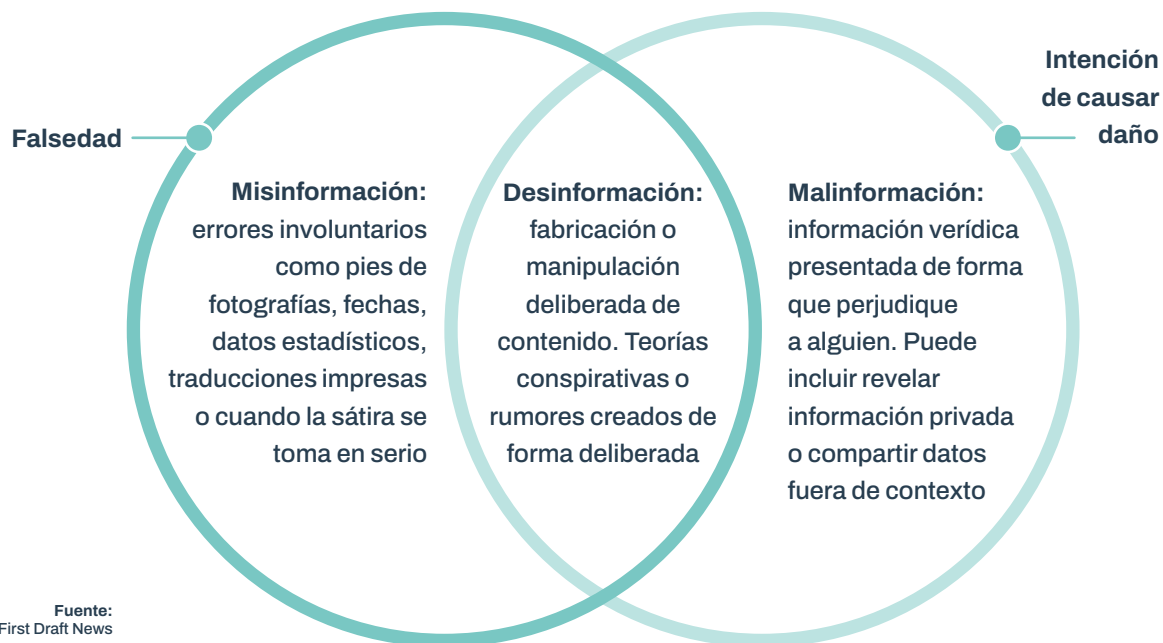 Falsedad
Intención
de causar
daño
Misinformación:
errores involuntarios
como pies de
fotografías, fechas,
datos estadísticos,
traducciones impresas
o cuando la sátira se
toma en serio
Desinformación:
fabricación o
manipulación
deliberada de
contenido. Teorías
conspirativas o
rumores creados de
forma deliberada
Malinformación:
información verídica
presentada de forma
que perjudique
a alguien. Puede
incluir revelar
información privada
o compartir datos
fuera de contexto
Fuente:
First Draft News